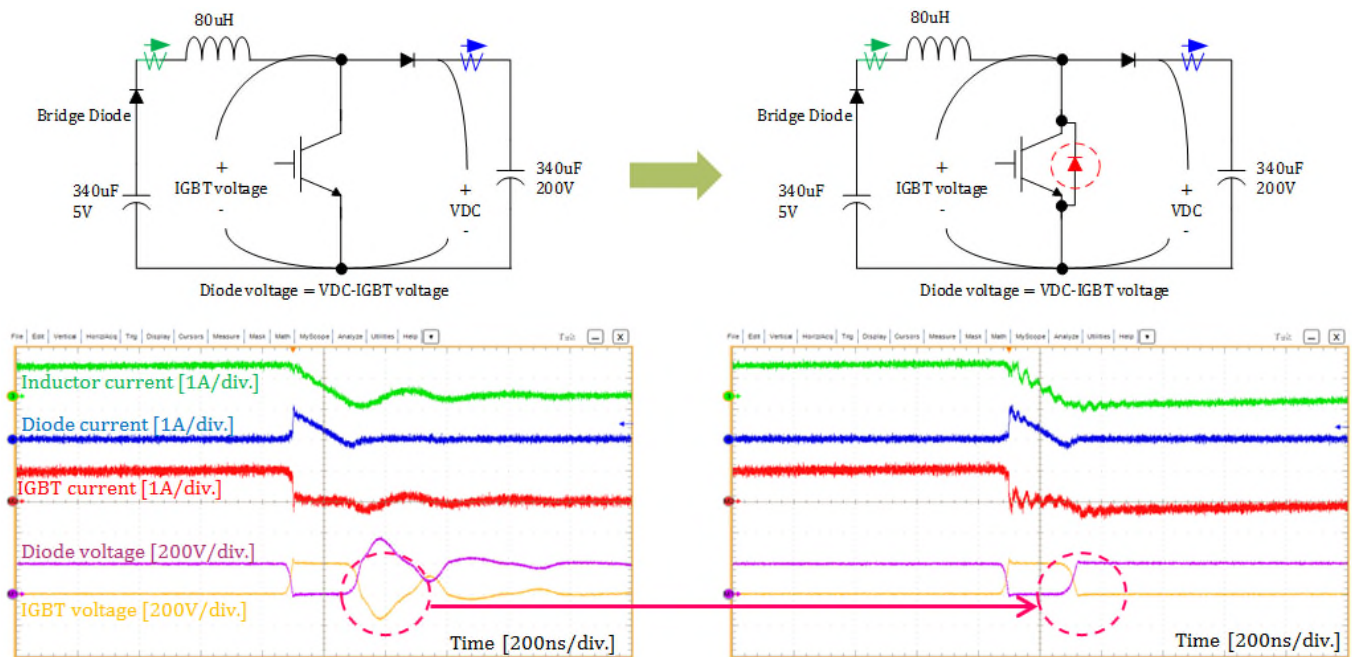 80uH
Bridge Diode
+
IGBT voltage
-
340uF
5V
+
VDC
-
340uF
200V
Diode voltage = VDC-IGBT voltage
80uH
Bridge Diode
+
IGBT voltage
-
340uF
5V
+
VDC
-
340uF
200V
Diode voltage = VDC-IGBT voltage
File Edit Vertical Horiz/Acq Trig Display Cursors Measure Mask Math MyScope Analyze Utilities Help
Inductor current [1A/div.]
Diode current [1A/div.]
IGBT current [1A/div.]
Diode voltage [200V/div.]
IGBT voltage [200V/div.]
Time [200ns/div.]
File Edit Vertical Horiz/Acq Trig Display Cursors Measure Mask Math MyScope Analyze Utilities Help
Time [200ns/div.]